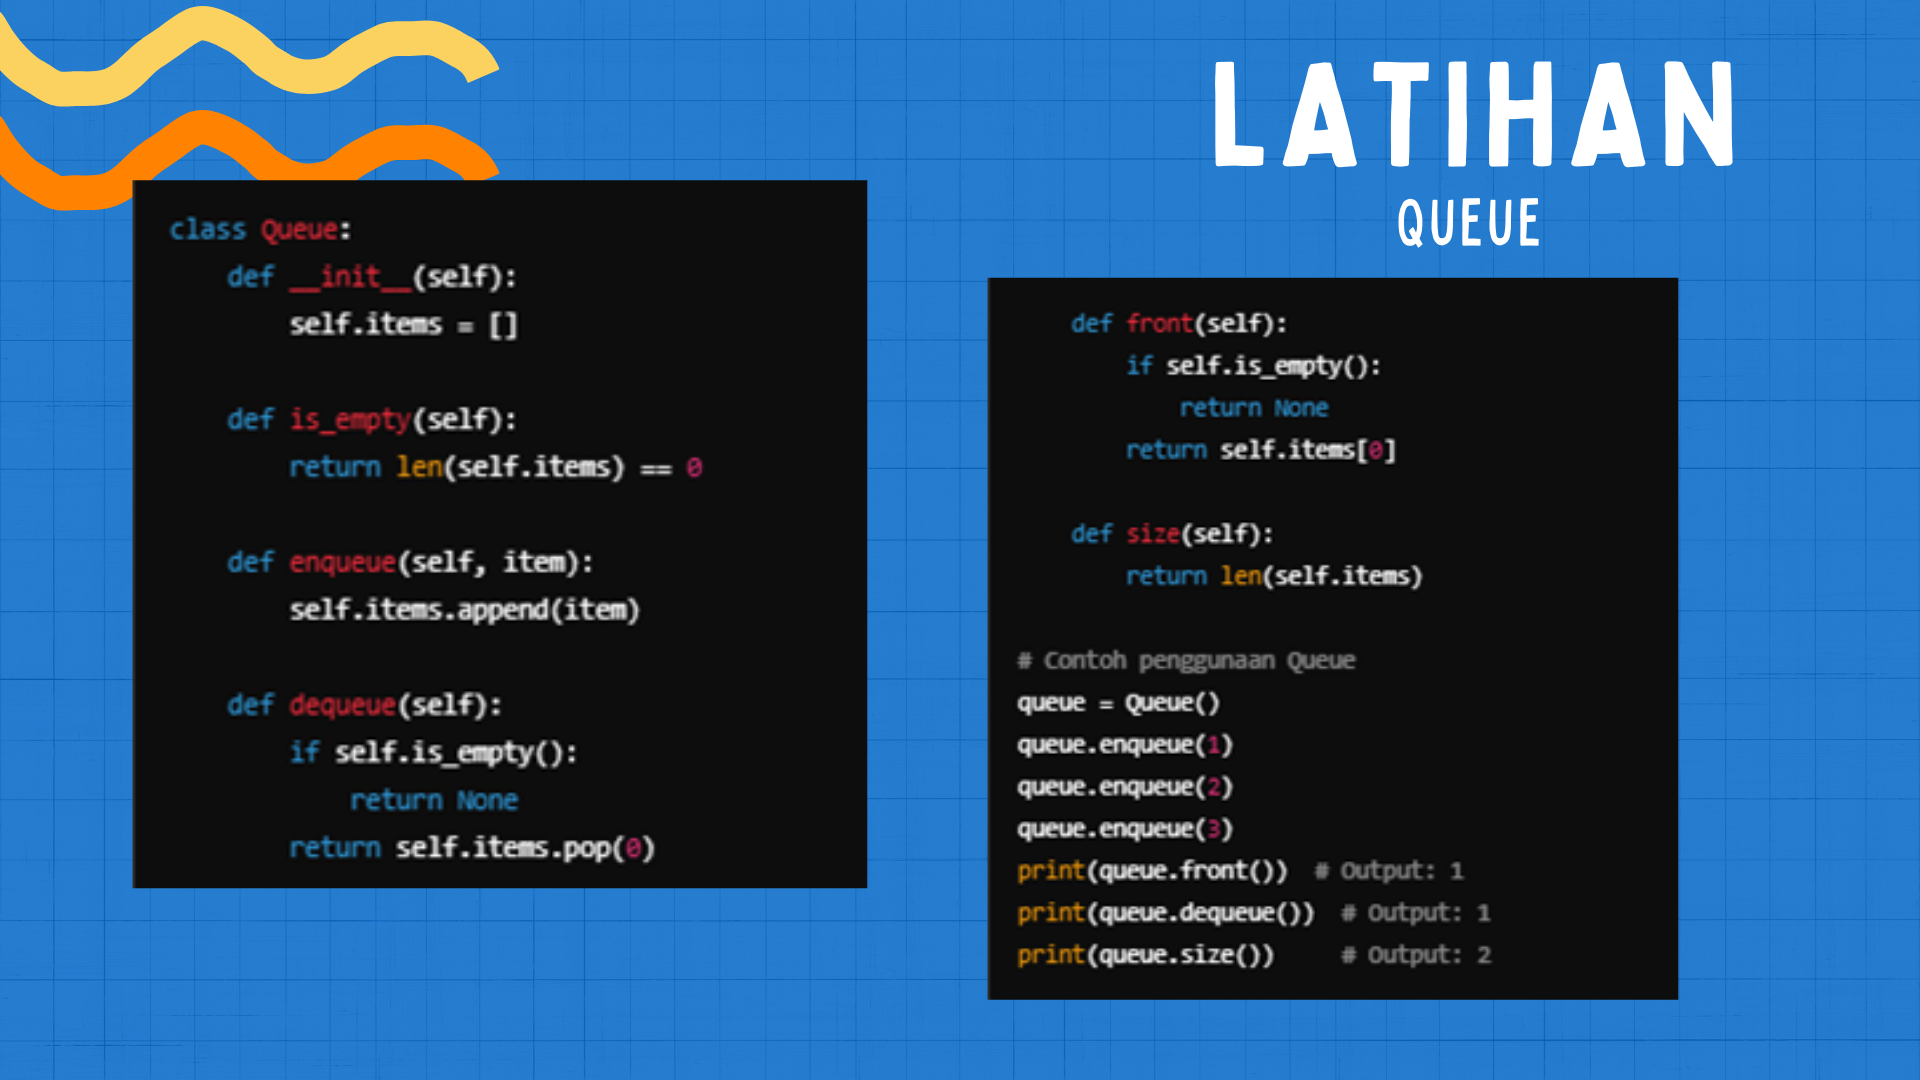 LATIHAN
QUEUE
class Queue:
    def __init__(self):
        self.items = []

    def is_empty(self):
        return len(self.items) == 0

    def enqueue(self, item):
        self.items.append(item)

    def dequeue(self):
        if self.is_empty():
            return None
        return self.items.pop(0)

    def front(self):
        if self.is_empty():
            return None
        return self.items[0]

    def size(self):
        return len(self.items)

# Contoh penggunaan Queue
queue = Queue()
queue.enqueue(1)
queue.enqueue(2)
queue.enqueue(3)
print(queue.front())  # Output: 1
print(queue.dequeue())  # Output: 1
print(queue.size())     # Output: 2